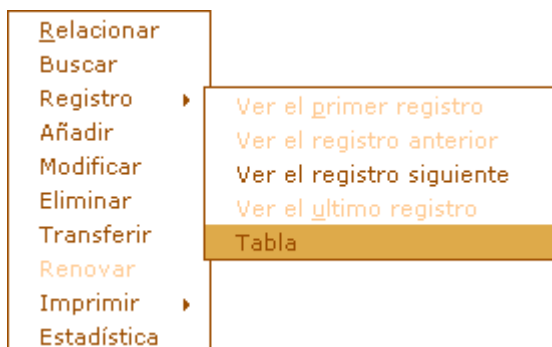 Relacionar
Buscar
Registro
Añadir
Modificar
Eliminar
Transferir
Renovar
Imprimir
Estadística
Ver el primer registro
Ver el registro anterior
Ver el registro siguiente
Ver el ultimo registro
Tabla